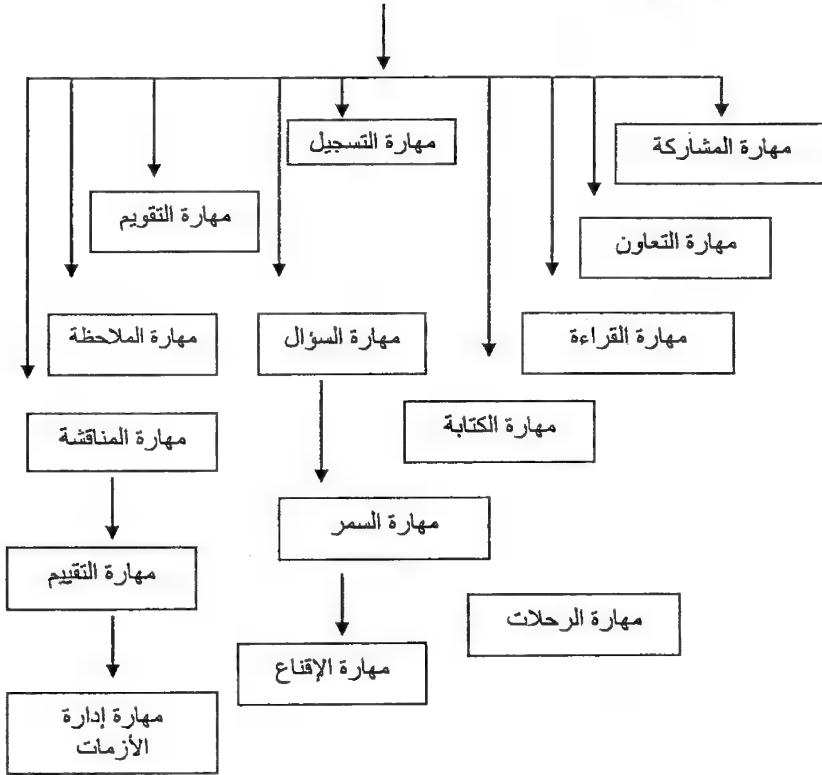 مهارة التسجيل
مهارة المشاركة
مهارة التقويم
مهارة التعاون
مهارة الملاحظة
مهارة السؤال
مهارة القراءة
مهارة المناقشة
مهارة الكتابة
مهارة السمر
مهارة التقييم
مهارة الرحلات
مهارة الإقناع
مهارة إدارة
الأزمات